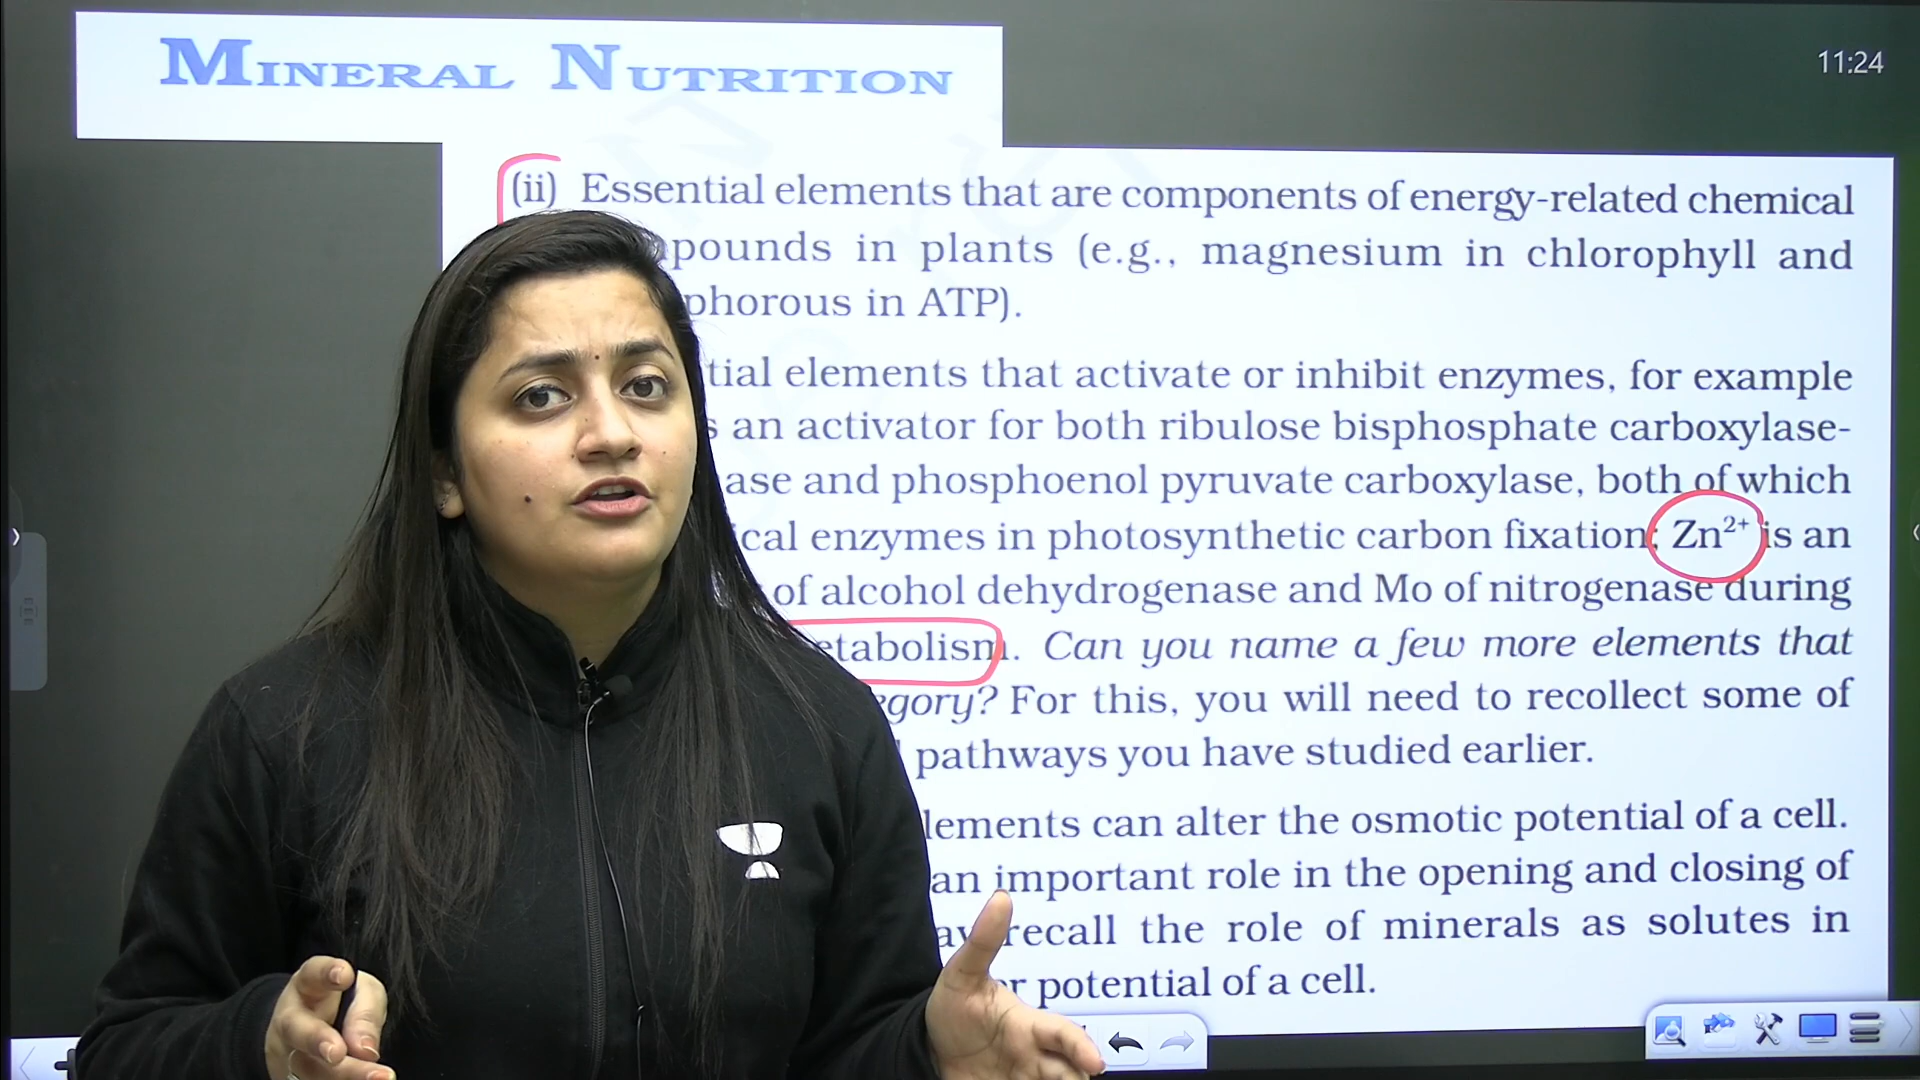 MINERAL NUTRITION
11:24
(ii) Essential elements that are components of energy-related chemical
pounds in plants (e.g., magnesium in chlorophyll and
phorous in ATP).
tial elements that activate or inhibit enzymes, for example
s an activator for both ribulose bisphosphate carboxylase-
ase and phosphoenol pyruvate carboxylase, both of which
cal enzymes in photosynthetic carbon fixation; Zn²⁺ is an
of alcohol dehydrogenase and Mo of nitrogenase during
etabolism. Can you name a few more elements that
egory? For this, you will need to recollect some of
pathways you have studied earlier.
lements can alter the osmotic potential of a cell.
an important role in the opening and closing of
ay recall the role of minerals as solutes in
r potential of a cell.